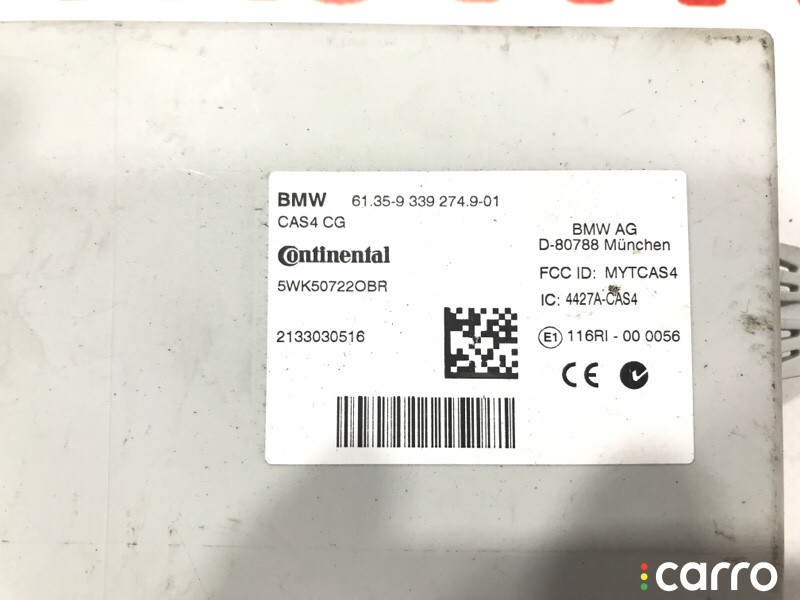 BMW 61.35-9 339 274.9-01
CAS4 CG
Continental
5WK50722OBR
2133030516
BMW AG
D-80788 München
FCC ID: MYTCAS4
IC: 4427A-CAS4
E1 116RI - 00 0056
CE
carro